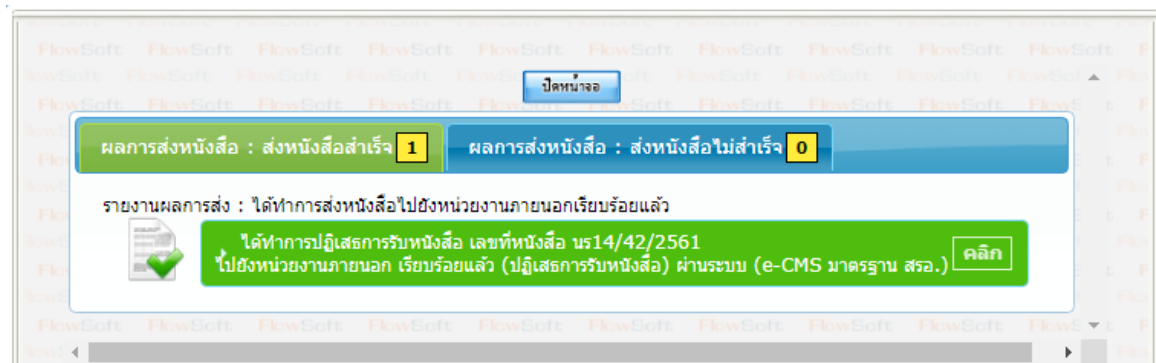 ปิดหน้าจอ
ผลการส่งหนังสือ : ส่งหนังสือสำเร็จ 1 ผลการส่งหนังสือ : ส่งหนังสือไม่สำเร็จ 0
รายงานผลการส่ง : ได้ทำการส่งหนังสือไปยังหน่วยงานภายนอกเรียบร้อยแล้ว
ได้ทำการปฏิเสธการรับหนังสือ เลขที่หนังสือ นร14/42/2561
ไปยังหน่วยงานภายนอก เรียบร้อยแล้ว (ปฏิเสธการรับหนังสือ) ผ่านระบบ (e-CMS มาตรฐาน สรอ.) คลิก
FlowSoft FlowSoft FlowSoft FlowSoft FlowSoft FlowSoft FlowSoft FlowSoft FlowSoft FlowSoft